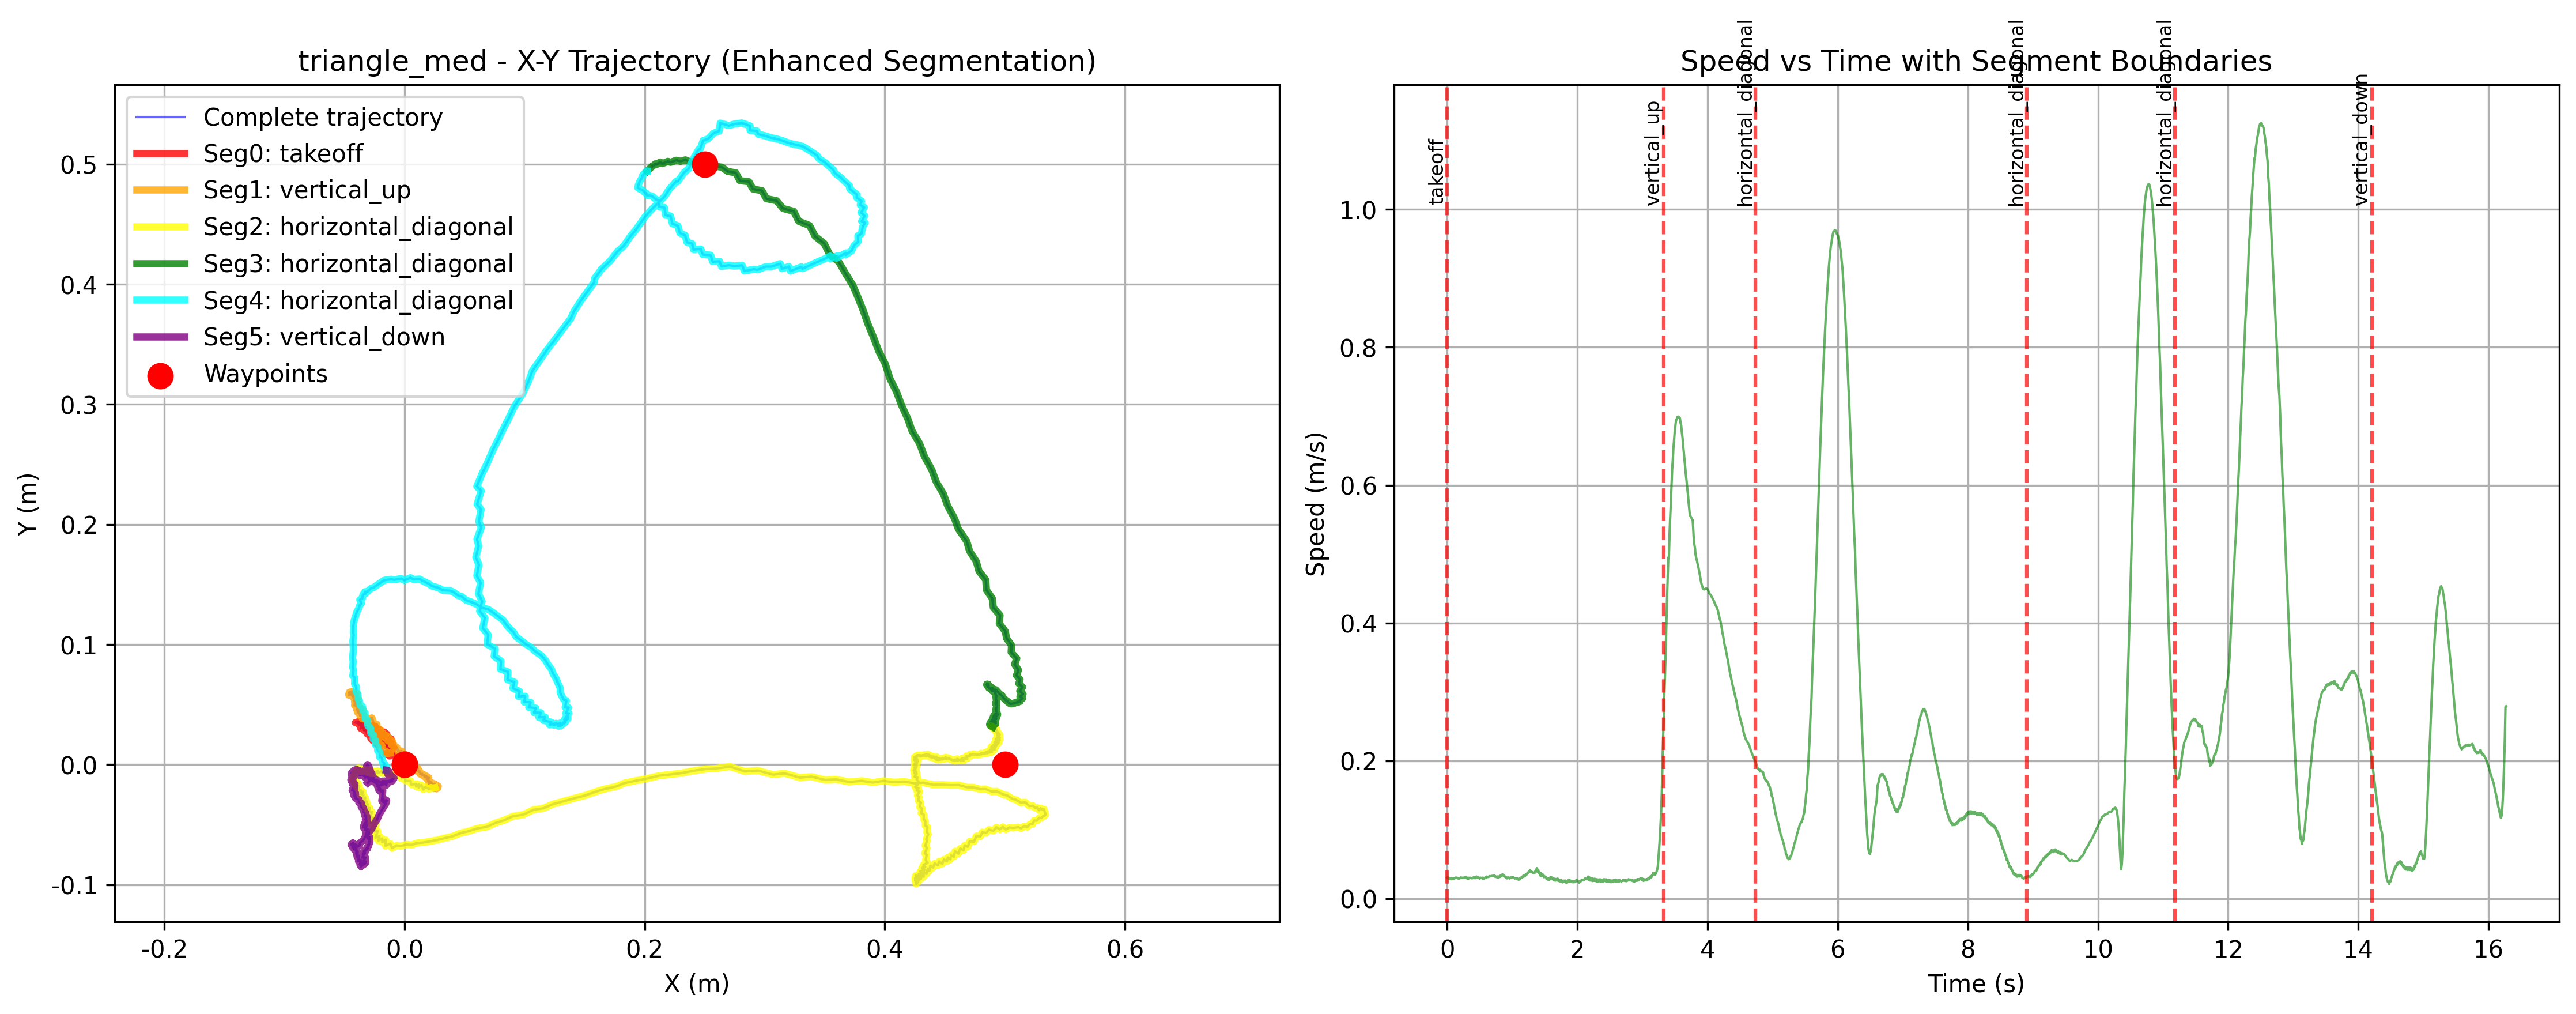 triangle_med - X-Y Trajectory (Enhanced Segmentation)
Complete trajectory
Seg0: takeoff
Seg1: vertical_up
Seg2: horizontal_diagonal
Seg3: horizontal_diagonal
Seg4: horizontal_diagonal
Seg5: vertical_down
Waypoints
Y (m)
0.5
0.4
0.3
0.2
0.1
0.0
-0.1
-0.2 0.0 0.2 0.4 0.6
X (m)
Speed vs Time with Segment Boundaries
takeoff
vertical_up
horizontal_diagonal
horizontal_diagonal
horizontal_diagonal
vertical_down
Speed (m/s)
1.0
0.8
0.6
0.4
0.2
0.0
0 2 4 6 8 10 12 14 16
Time (s)